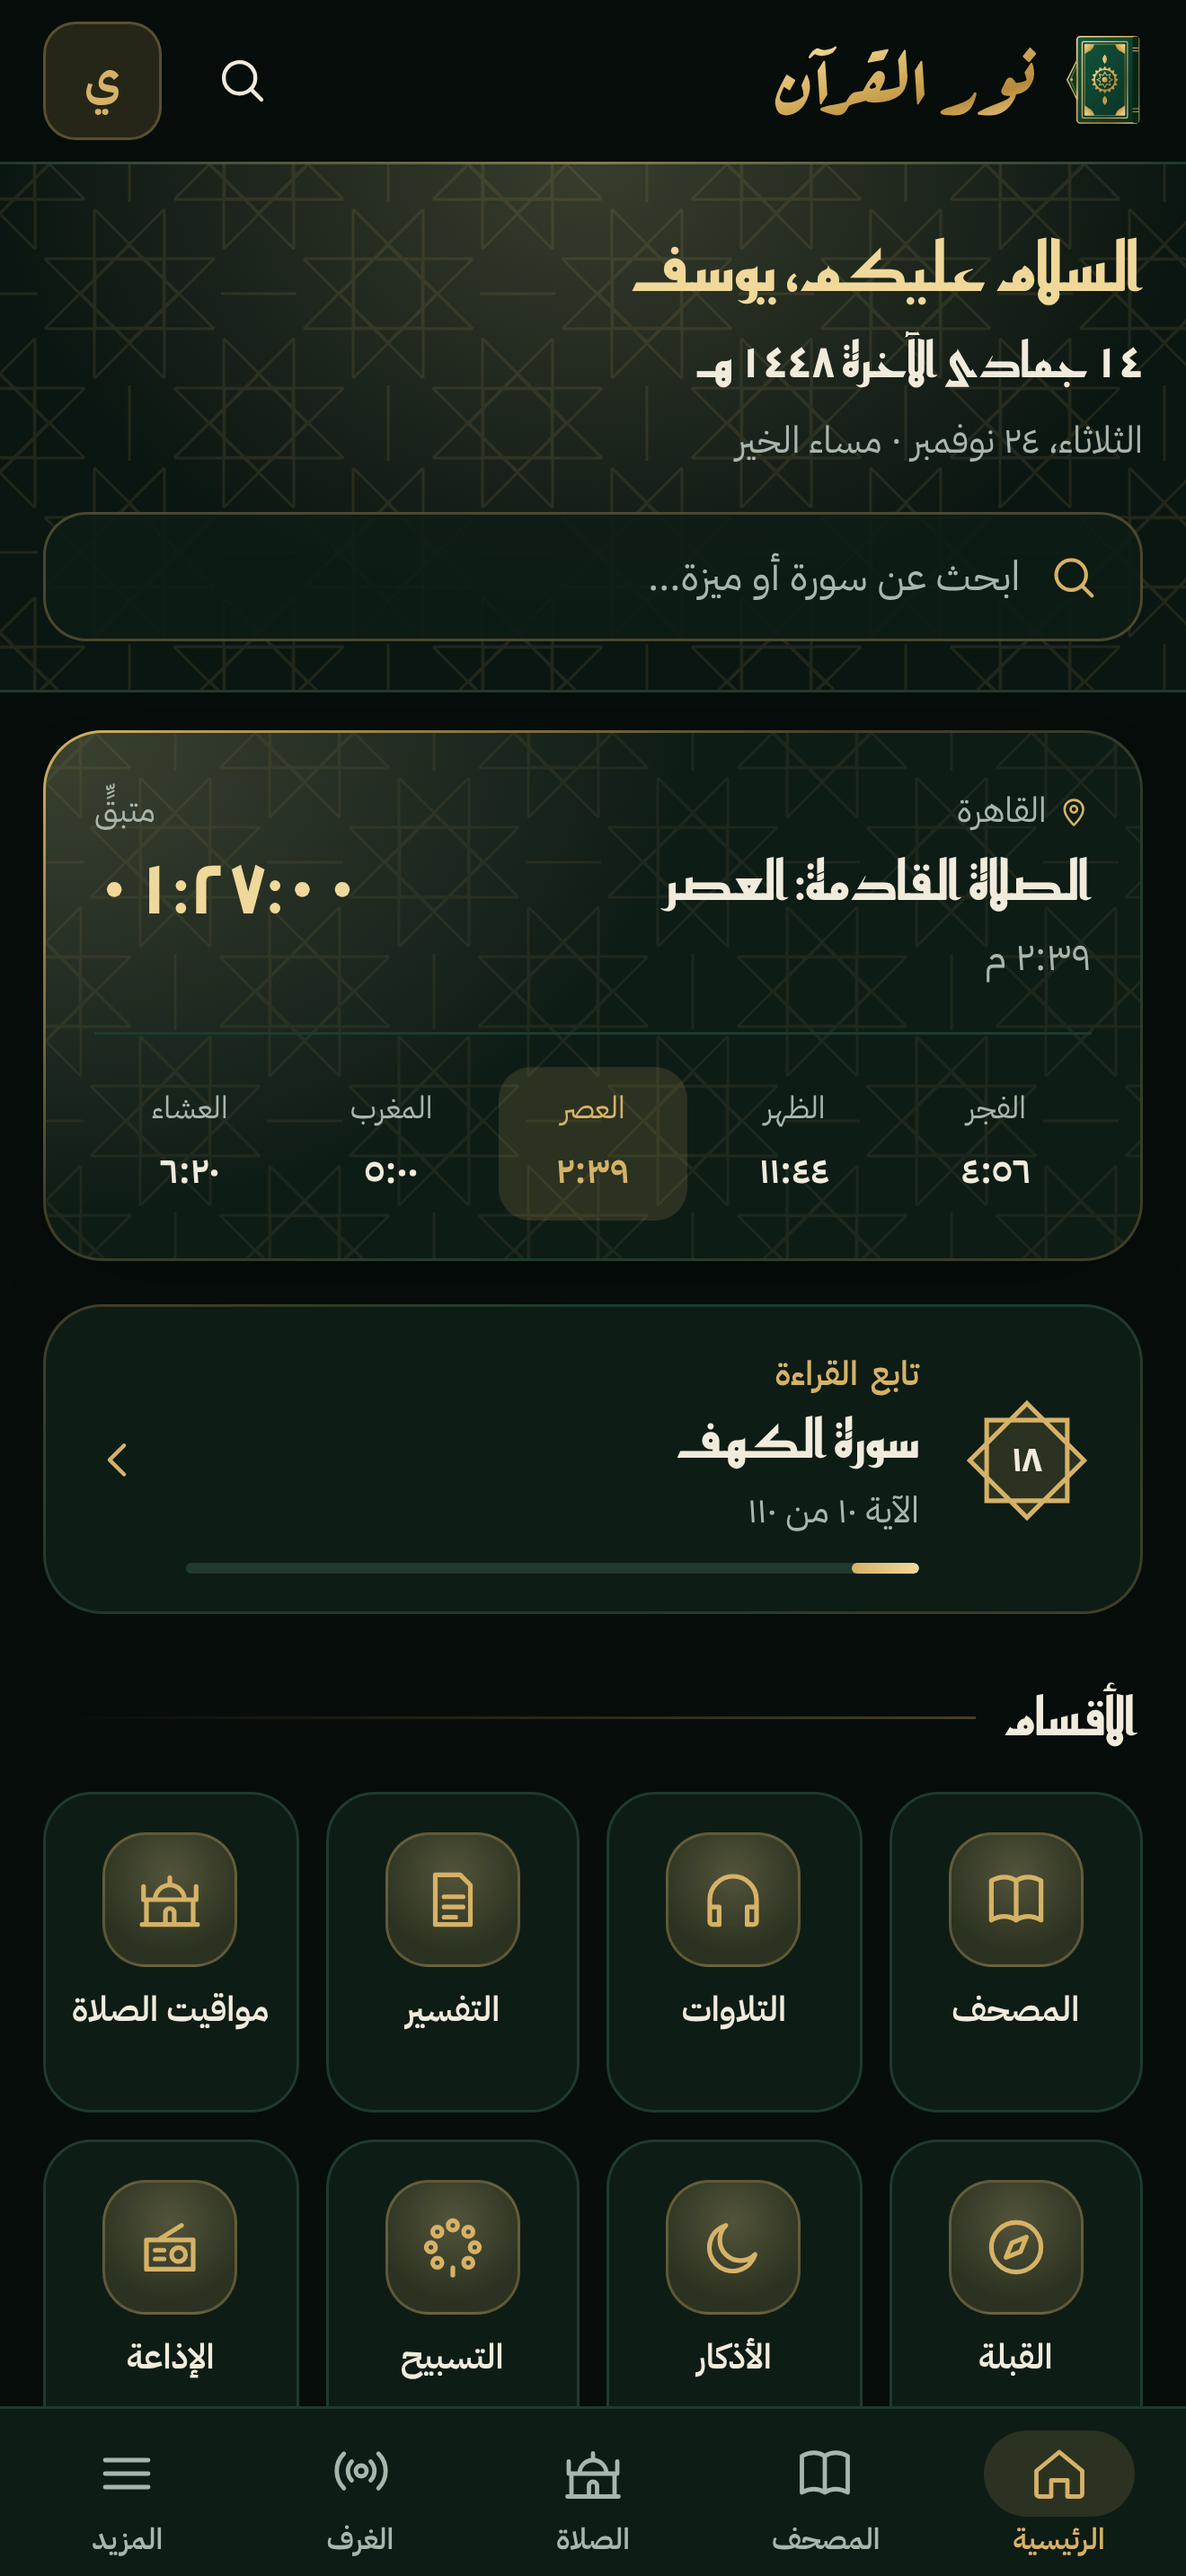 نور القرآن
ي
السلام عليكم، يوسف
١٤ جمادى الآخرة ١٤٤٨ هـ
الثلاثاء، ٢٤ نوفمبر · مساء الخير
ابحث عن سورة أو ميزة...
القاهرة
متبقٍّ
الصلاة القادمة: العصر
٠١:٢٧:٠٠
٢:٣٩ م
الفجر الظهر العصر المغرب العشاء
٤:٥٦ ١١:٤٤ ٢:٣٩ ٥:٠٠ ٦:٢٠
تابع القراءة
سورة الكهف
١٨
الآية ١٠ من ١١٠
الأقسام
المصحف التلاوات التفسير مواقيت الصلاة
القبلة الأذكار التسبيح الإذاعة
الرئيسية المصحف الصلاة الغرف المزيد